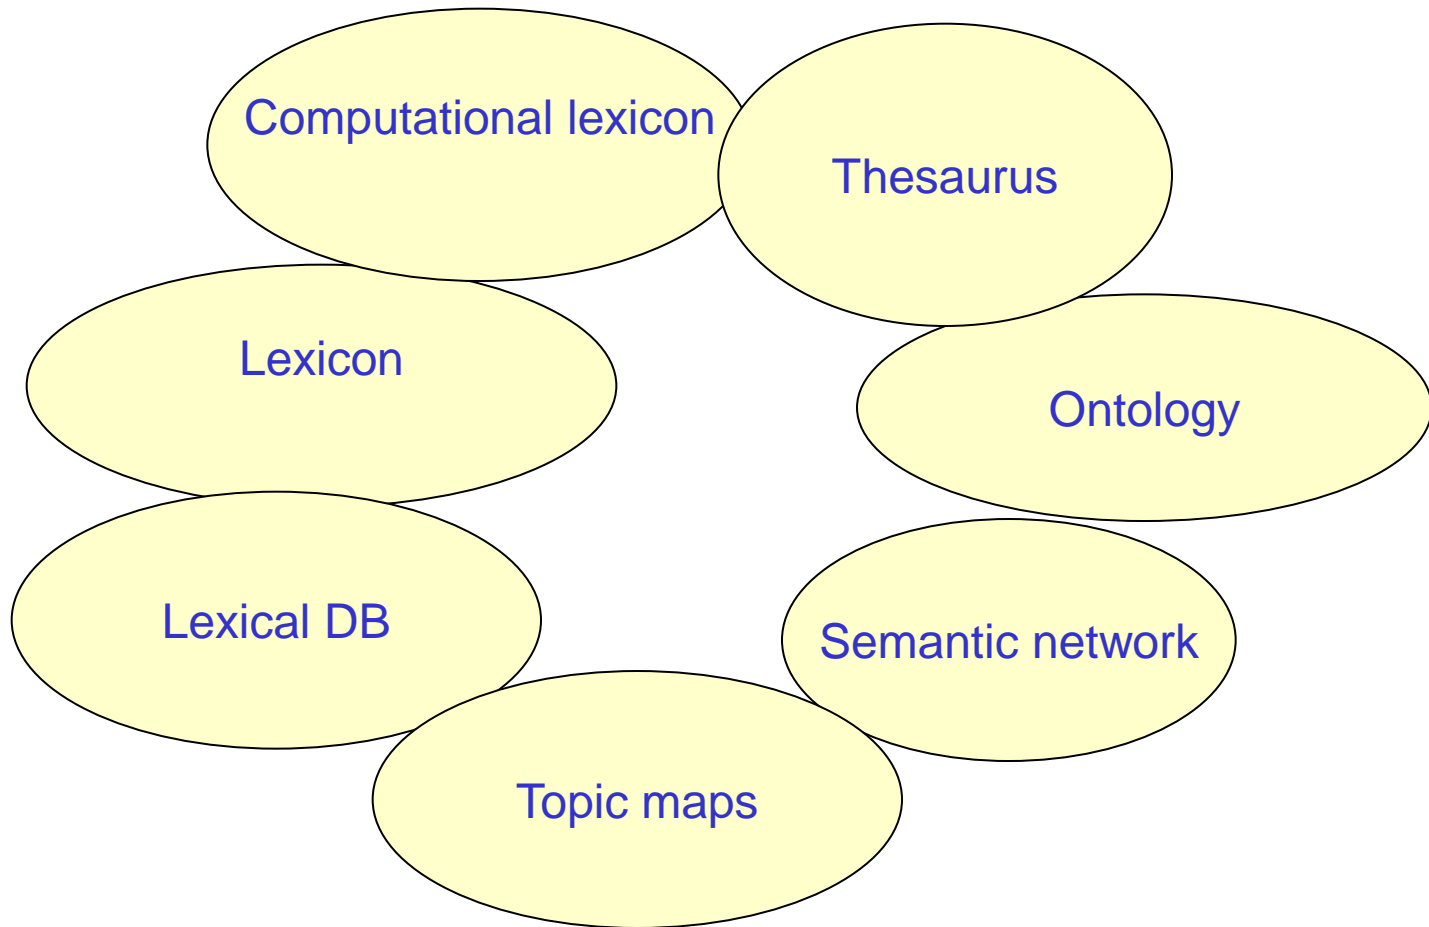 Computational lexicon
Thesaurus
Lexicon
Ontology
Lexical DB
Semantic network
Topic maps